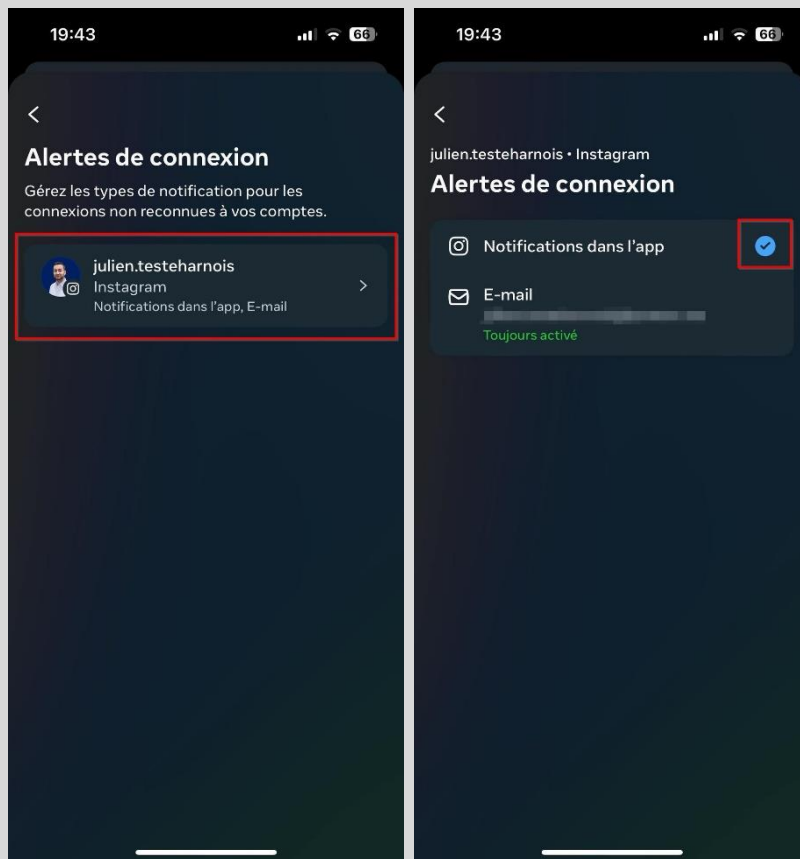 19:43
66
Alertes de connexion
Gérez les types de notification pour les
connexions non reconnues à vos comptes.
julien.testeharnois
Instagram
Notifications dans l'app, E-mail
19:43
66
julien.testeharnois • Instagram
Alertes de connexion
Notifications dans l'app
E-mail
Toujours activé